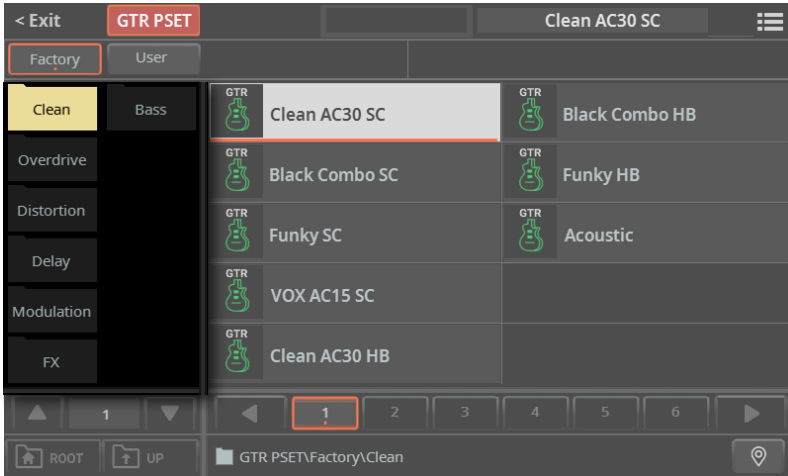 < Exit GTR PSET Clean AC30 SC
Factory User
Clean Bass
Overdrive
Distortion
Delay
Modulation
FX
GTR Clean AC30 SC GTR Black Combo HB
GTR Black Combo SC GTR Funky HB
GTR Funky SC GTR Acoustic
GTR VOX AC15 SC
GTR Clean AC30 HB
1 1 2 3 4 5 6
ROOT UP GTR PSET\Factory\Clean